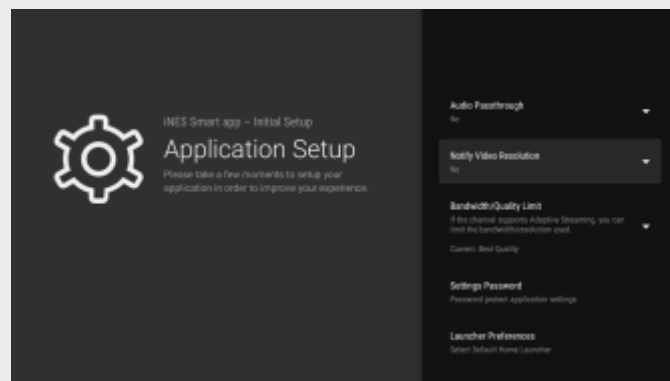 iNES Smart app – Initial Setup
Application Setup
Please take a few moments to setup your
application in order to improve your experience.
Audio Passthrough
No
Notify Video Resolution
No
Bandwidth/Quality Limit
If the channel supports Adaptive Streaming, you can
limit the bandwidth/resolution used.
Current: Best Quality
Settings Password
Password protect application settings
Launcher Preferences
Select Default Home Launcher